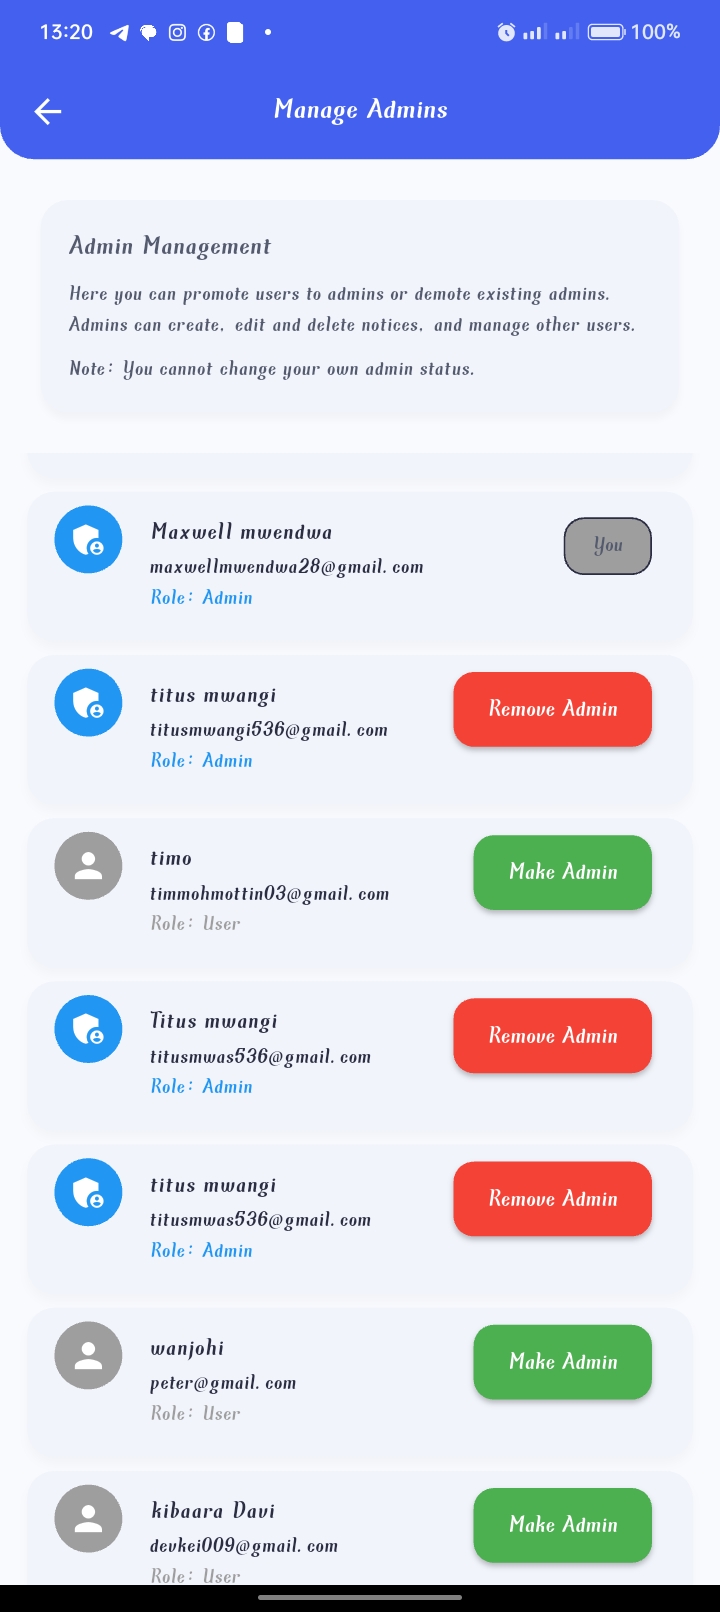 13:20
100%
Manage Admins
Admin Management
Here you can promote users to admins or demote existing admins.
Admins can create, edit and delete notices, and manage other users.
Note: You cannot change your own admin status.
Maxwell mwendwa
You
maxwellmwendwa28@gmail.com
Role: Admin
titus mwangi
Remove Admin
titusmwangi536@gmail.com
Role: Admin
timo
Make Admin
timmohmottin03@gmail.com
Role: User
Titus mwangi
Remove Admin
titusmwas536@gmail.com
Role: Admin
titus mwangi
Remove Admin
titusmwas536@gmail.com
Role: Admin
wanjohi
Make Admin
peter@gmail.com
Role: User
kibaara Davi
Make Admin
devkei009@gmail.com
Role: User